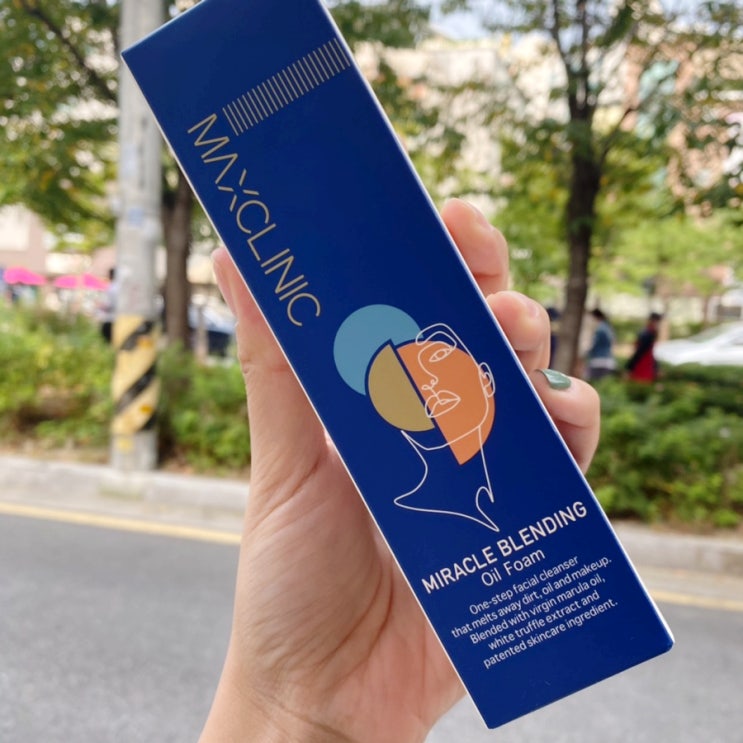 MAXCLINIC
MIRACLE BLENDING
Oil Foam
One-step facial cleanser
that melts away dirt, oil and makeup.
Blended with virgin marula oil,
white truffle extract and
patented skincare ingredient.